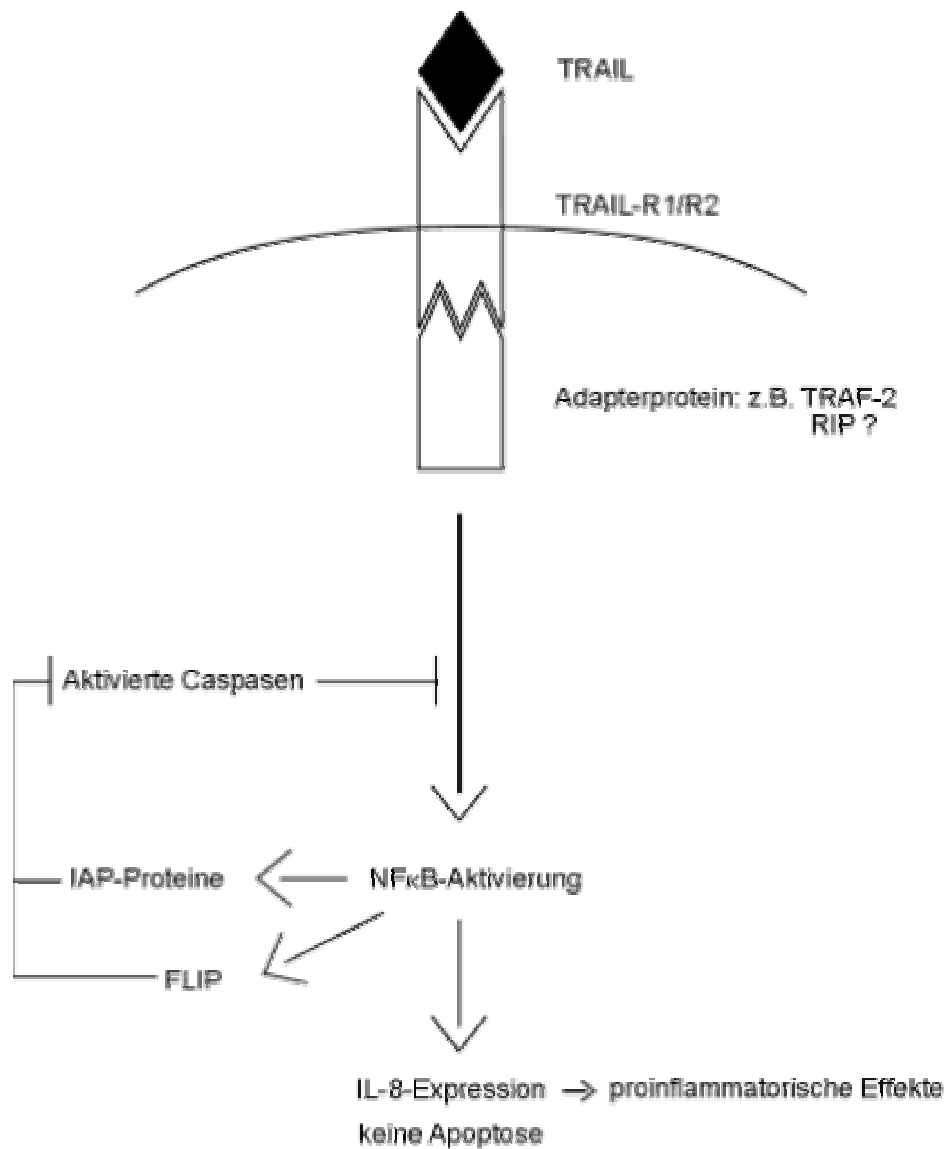 TRAIL
TRAIL-R1/R2
Adapterprotein: z.B. TRAF-2
RIP ?
Aktivierte Caspasen
IAP-Proteine
NFκB-Aktivierung
FLIP
IL-8-Expression → proinflammatorische Effekte
keine Apoptose